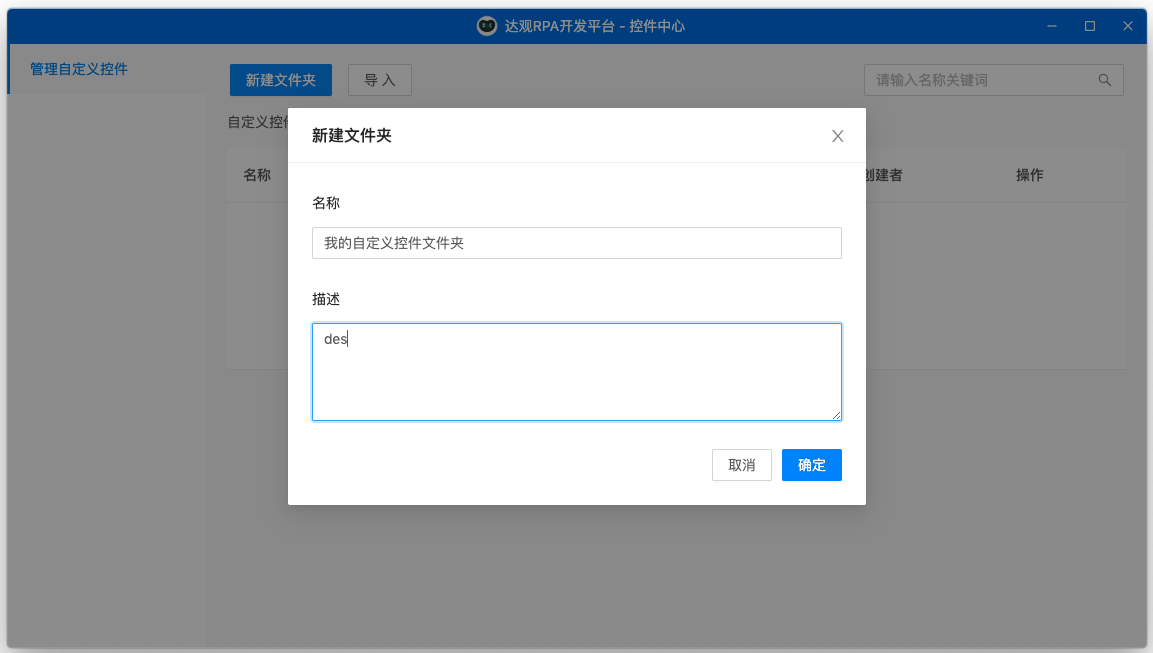 达观RPA开发平台 - 控件中心
管理自定义控件
新建文件夹
导 入
请输入名称关键词
自定义控
新建文件夹
名称
创建者
操作
名称
我的自定义控件文件夹
描述
des
取消
确定